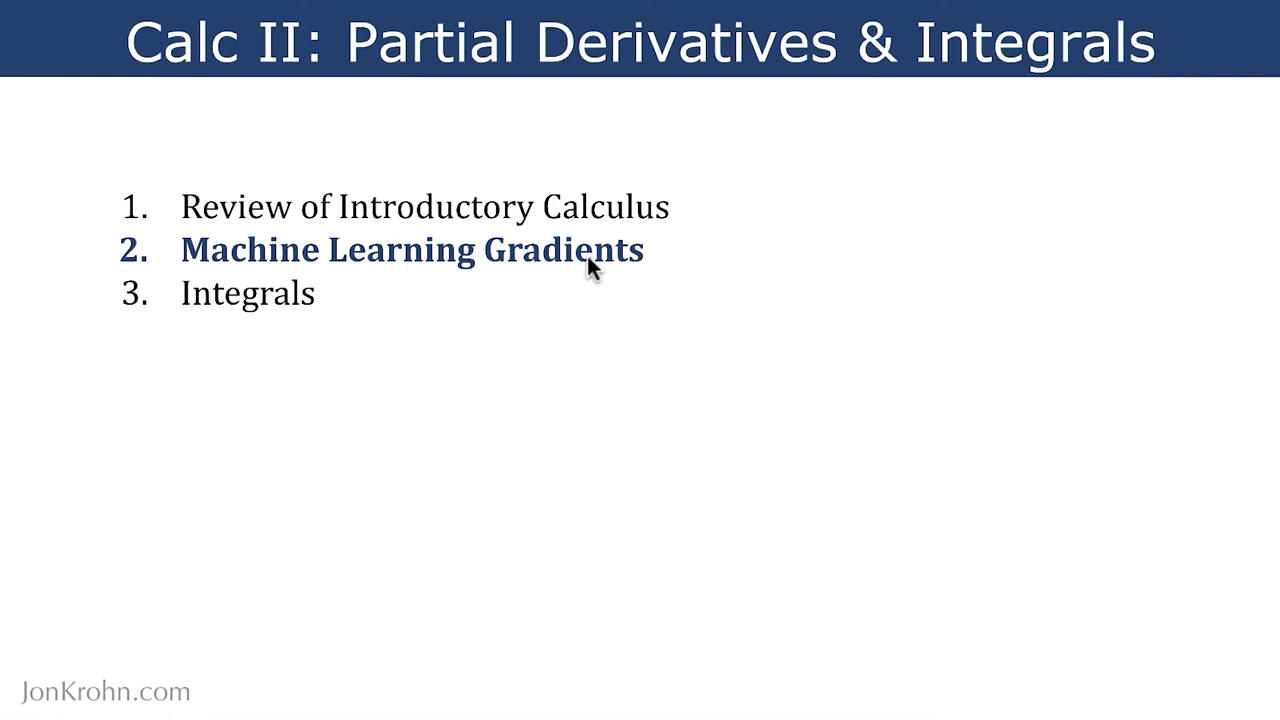 Calc II: Partial Derivatives & Integrals
1. Review of Introductory Calculus
2. Machine Learning Gradients
3. Integrals
JonKrohn.com